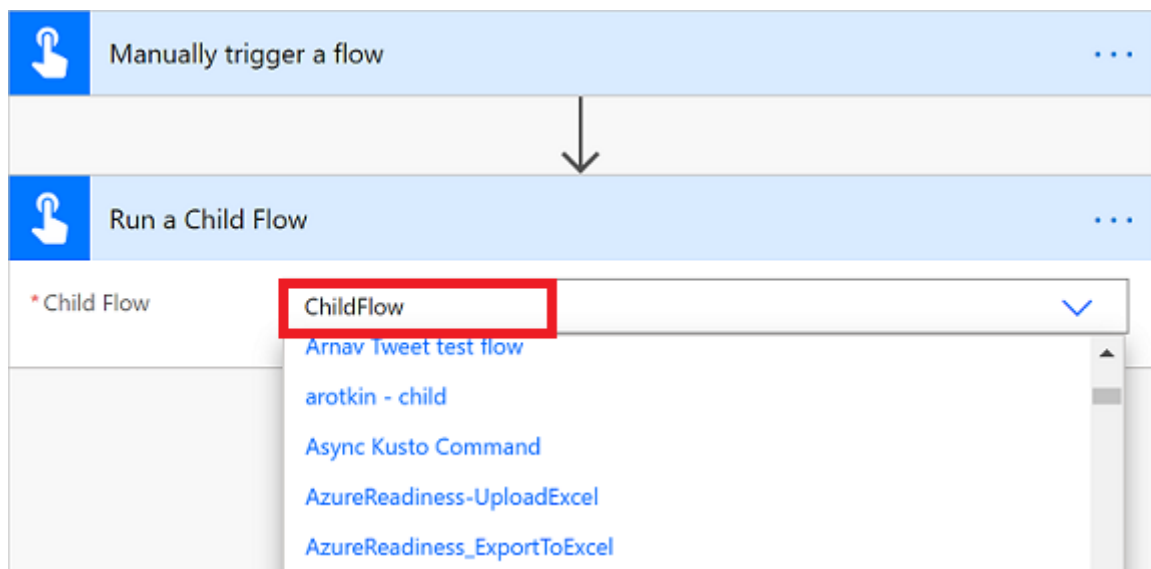 Manually trigger a flow
Run a Child Flow
* Child Flow
ChildFlow
Arnav Tweet test flow
arotkin - child
Async Kusto Command
AzureReadiness-UploadExcel
AzureReadiness_ExportToExcel